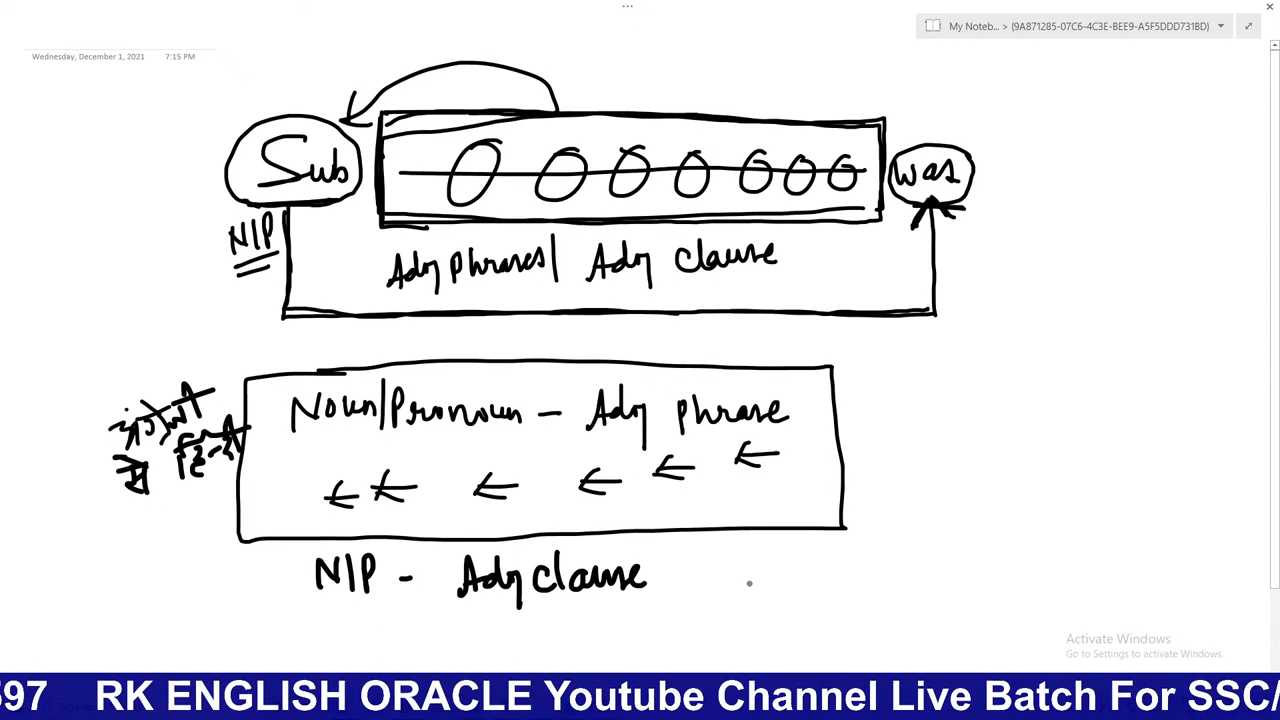 ...
My Noteb... > {9A871285-07C6-4C3E-BEE9-A5F5DDD731BD}
Wednesday, December 1, 2021 7:15 PM
Sub was
N/P
Adj Phrases/ Adj clause
Noun/Pronoun - Adj phrase
N/P - Adj clause
Activate Windows
Go to Settings to activate Windows.
597 RK ENGLISH ORACLE Youtube Channel Live Batch For SSC/